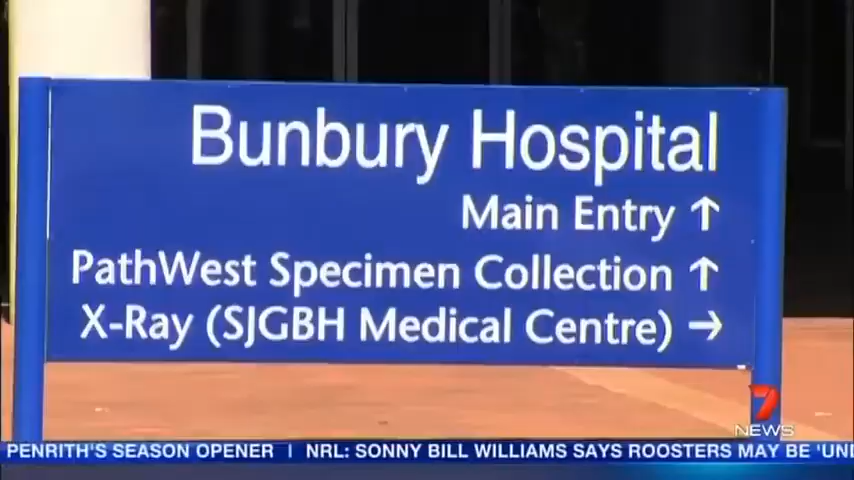 Bunbury Hospital
Main Entry ↑
PathWest Specimen Collection ↑
X-Ray (SJGBH Medical Centre) →
7
NEWS
PENRITH'S SEASON OPENER | NRL: SONNY BILL WILLIAMS SAYS ROOSTERS MAY BE 'UND